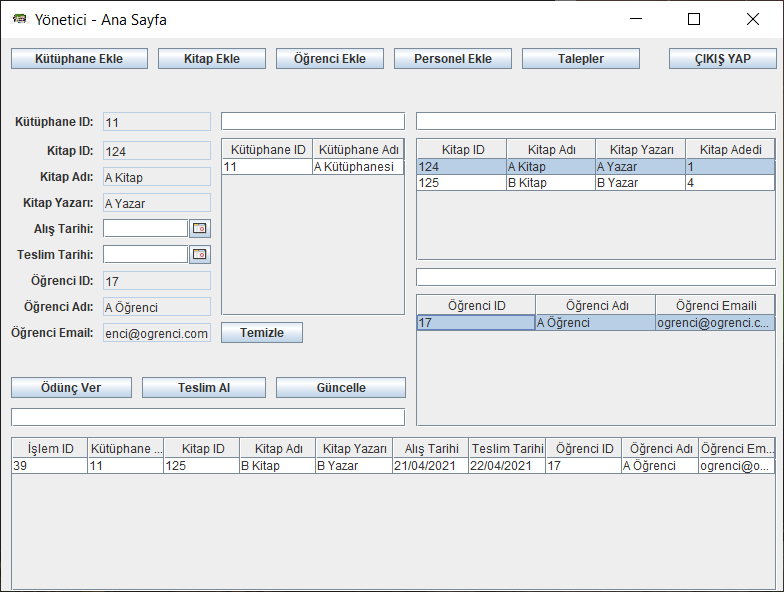 Yönetici - Ana Sayfa
Kütüphane Ekle Kitap Ekle Öğrenci Ekle Personel Ekle Talepler ÇIKIŞ YAP
Kütüphane ID: 11
Kitap ID: 124
Kitap Adı: A Kitap
Kitap Yazarı: A Yazar
Alış Tarihi:
Teslim Tarihi:
Öğrenci ID: 17
Öğrenci Adı: A Öğrenci
Öğrenci Email: enci@ogrenci.com
Kütüphane ID Kütüphane Adı
11 A Kütüphanesi
Temizle
Kitap ID Kitap Adı Kitap Yazarı Kitap Adedi
124 A Kitap A Yazar 1
125 B Kitap B Yazar 4
Öğrenci ID Öğrenci Adı Öğrenci Emaili
17 A Öğrenci ogrenci@ogrenci.c...
Ödünç Ver Teslim Al Güncelle
İşlem ID Kütüphane ... Kitap ID Kitap Adı Kitap Yazarı Alış Tarihi Teslim Tarihi Öğrenci ID Öğrenci Adı Öğrenci Em...
39 11 125 B Kitap B Yazar 21/04/2021 22/04/2021 17 A Öğrenci ogrenci@o...